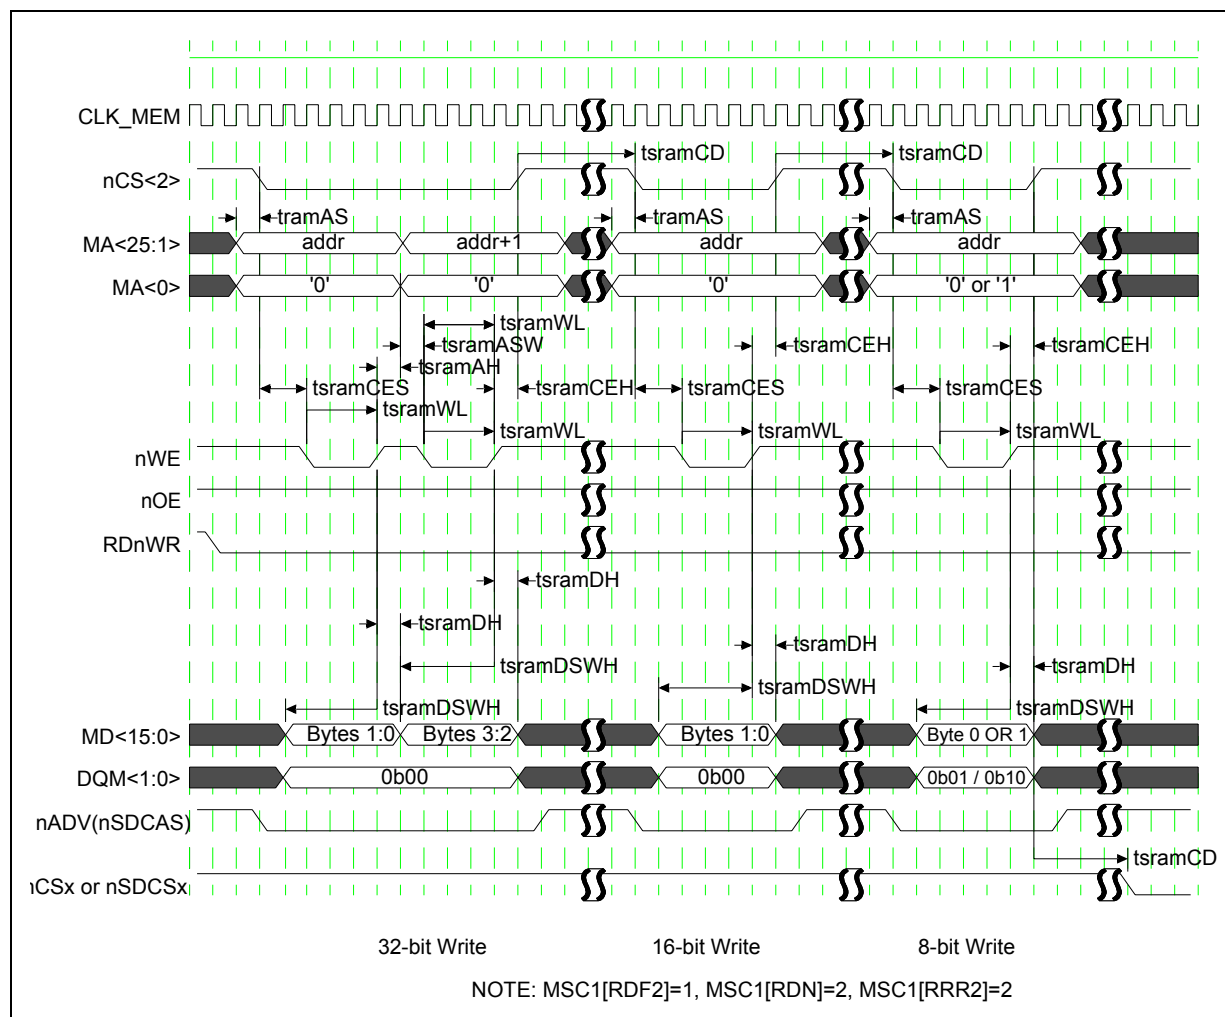 CLK_MEM
tsramCD tsramCD
nCS<2>
tramAS tsramAS tsramAS
MA<25:1> addr addr+1 addr addr
MA<0> '0' '0' '0' '0' or '1'
tsramWL
tsramASW tsramCEH tsramCEH
tsramAH
tsramCES tsramCEH tsramCES tsramCES
tsramWL
tsramWL tsramWL tsramWL
nWE
nOE
RDnWR
tsramDH
tsramDH
tsramDH tsramDH
tsramDSWH
tsramDSWH
tsramDSWH tsramDSWH
MD<15:0> Bytes 1:0 Bytes 3:2 Bytes 1:0 Byte 0 OR 1
DQM<1:0> 0b00 0b00 0b01 / 0b10
nADV(nSDCAS)
tsramCD
nCSx or nSDCSx
32-bit Write 16-bit Write 8-bit Write
NOTE: MSC1[RDF2]=1, MSC1[RDN]=2, MSC1[RRR2]=2